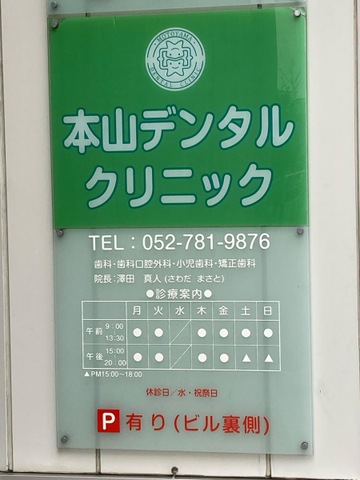 MOTOYAMA
DENTAL CLINIC
本山デンタル
クリニック
TEL：052-781-9876
歯科・歯科口腔外科・小児歯科・矯正歯科
院長：澤田　真人（さわだ　まさと）
●診療案内●
月 火 水 木 金 土 日
午前 9：00〜13：30 ● ● ／ ● ● ● ●
午後 15：00〜20：00 ● ● ／ ● ● ▲ ▲
▲PM15:00〜18:00
休診日／水・祝祭日
P 有り（ビル裏側）